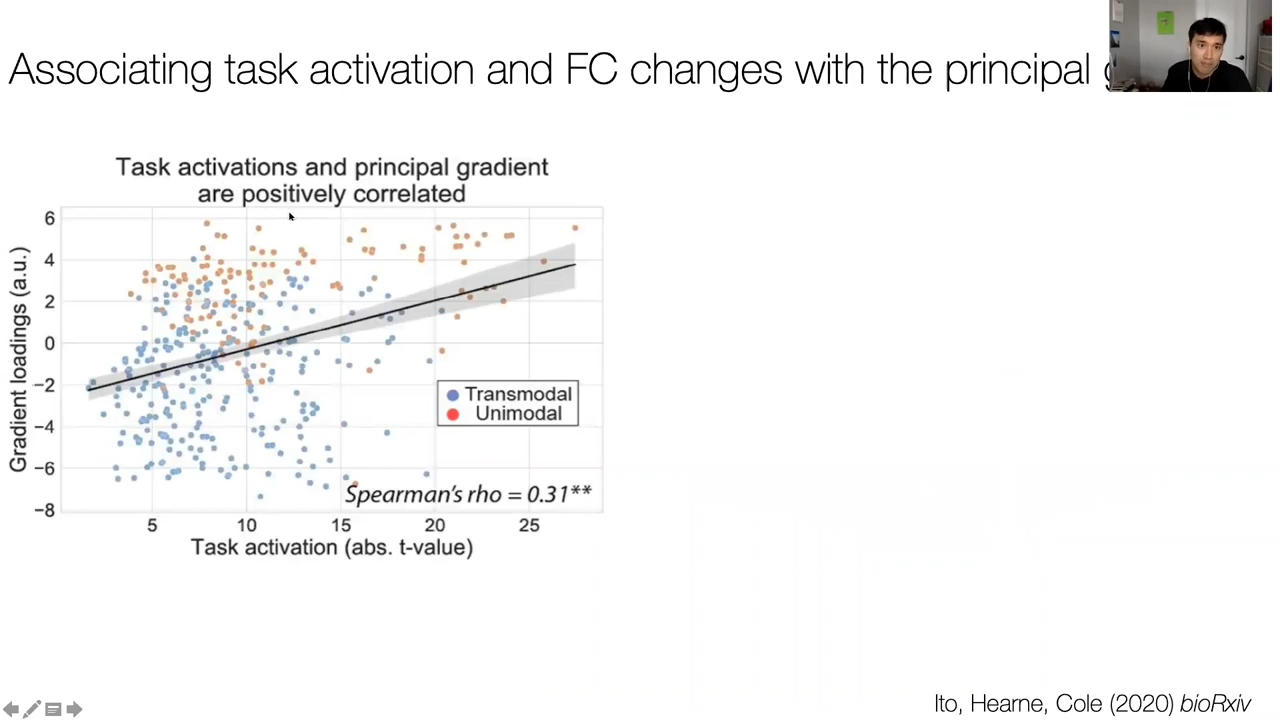 Associating task activation and FC changes with the principal
Task activations and principal gradient
are positively correlated
Gradient loadings (a.u.)
6
4
2
0
−2
−4
−6
−8
Transmodal
Unimodal
Spearman's rho = 0.31**
5 10 15 20 25
Task activation (abs. t-value)
Ito, Hearne, Cole (2020) bioRxiv